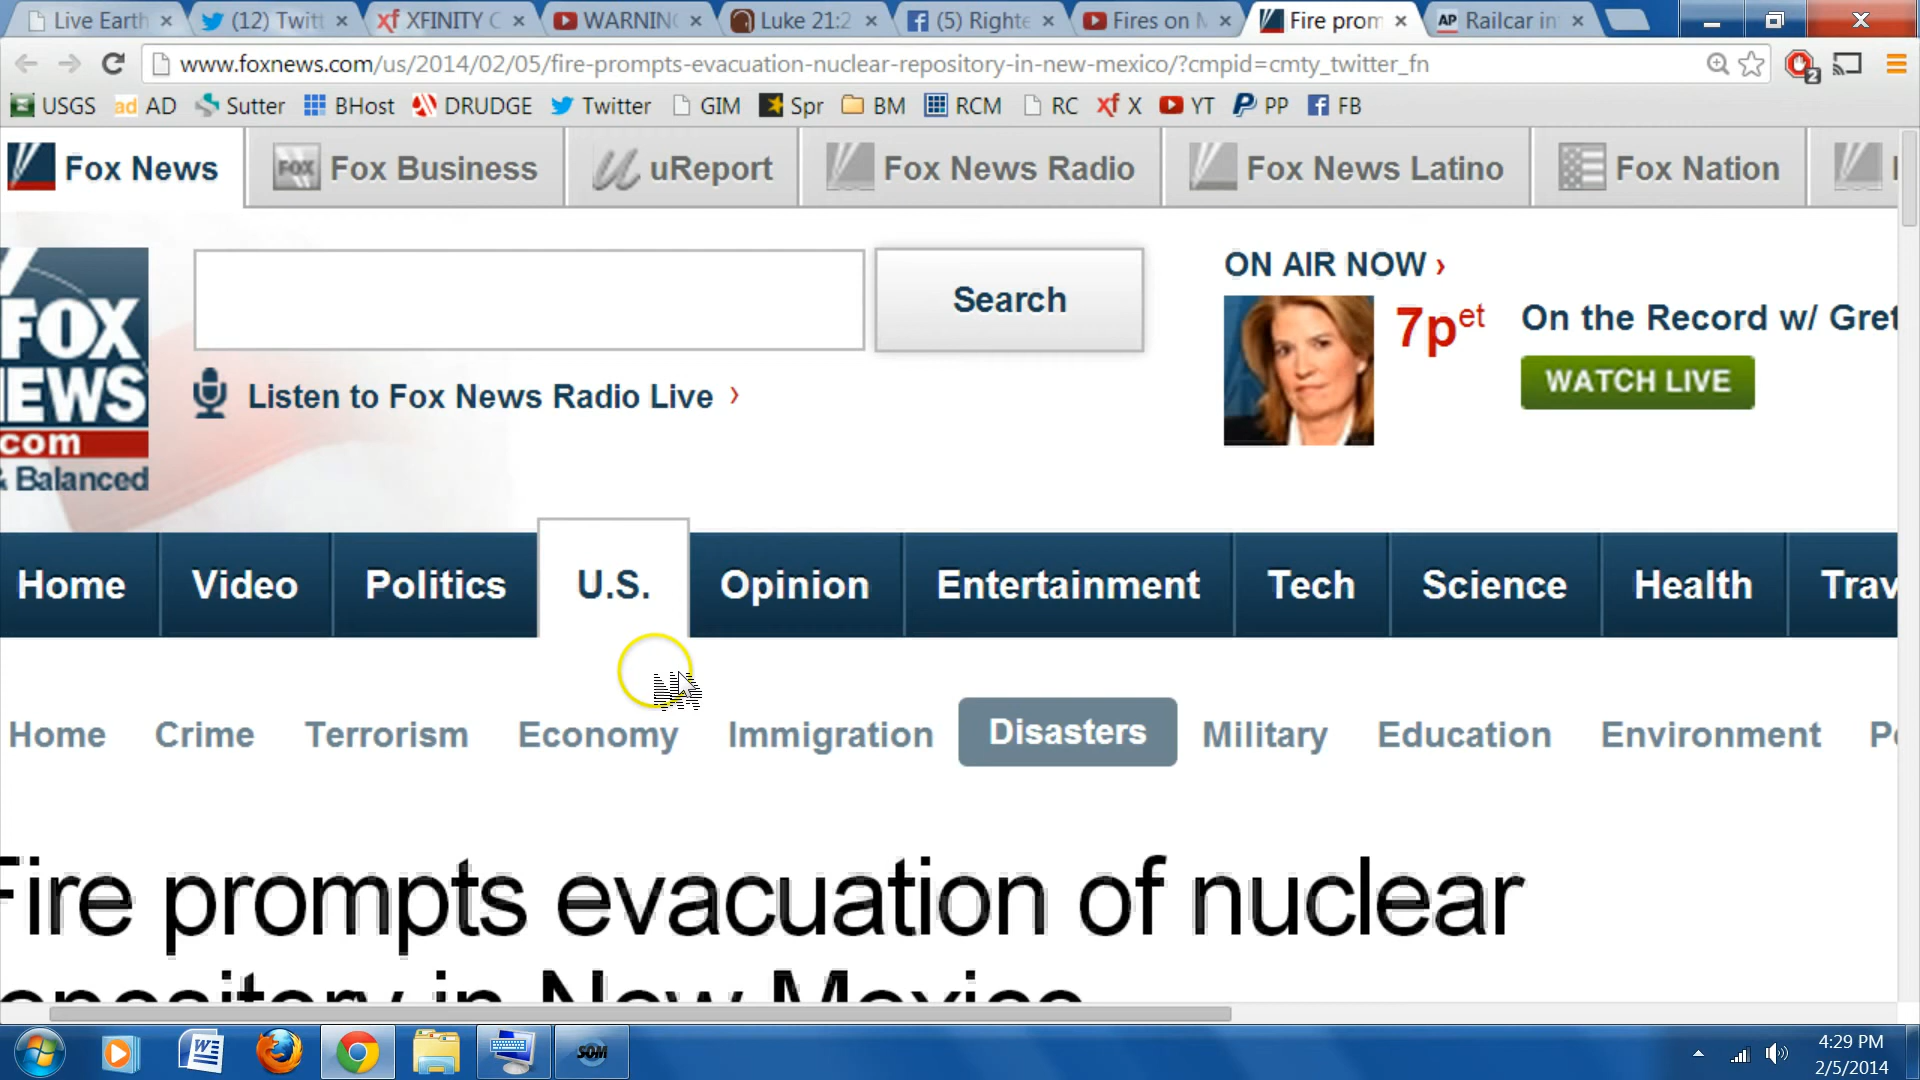 Live Earth
(12) Twitt
XFINITY C
WARNING
Luke 21:2
(5) Righte
Fires on M
Fire prom
AP Railcar in
www.foxnews.com/us/2014/02/05/fire-prompts-evacuation-nuclear-repository-in-new-mexico/?cmpid=cmty_twitter_fn
2
USGS ad AD Sutter BHost DRUDGE Twitter GIM Spr BM RCM RC xf X YT PP FB
Fox News FOX Fox Business uReport Fox News Radio Fox News Latino Fox Nation
FOX
NEWS
.com
& Balanced
Search
Listen to Fox News Radio Live ›
ON AIR NOW ›
7p et On the Record w/ Gret
WATCH LIVE
Home Video Politics U.S. Opinion Entertainment Tech Science Health Trav
Home Crime Terrorism Economy Immigration Disasters Military Education Environment
Fire prompts evacuation of nuclear
repository in New Mexico
SOM
4:29 PM
2/5/2014